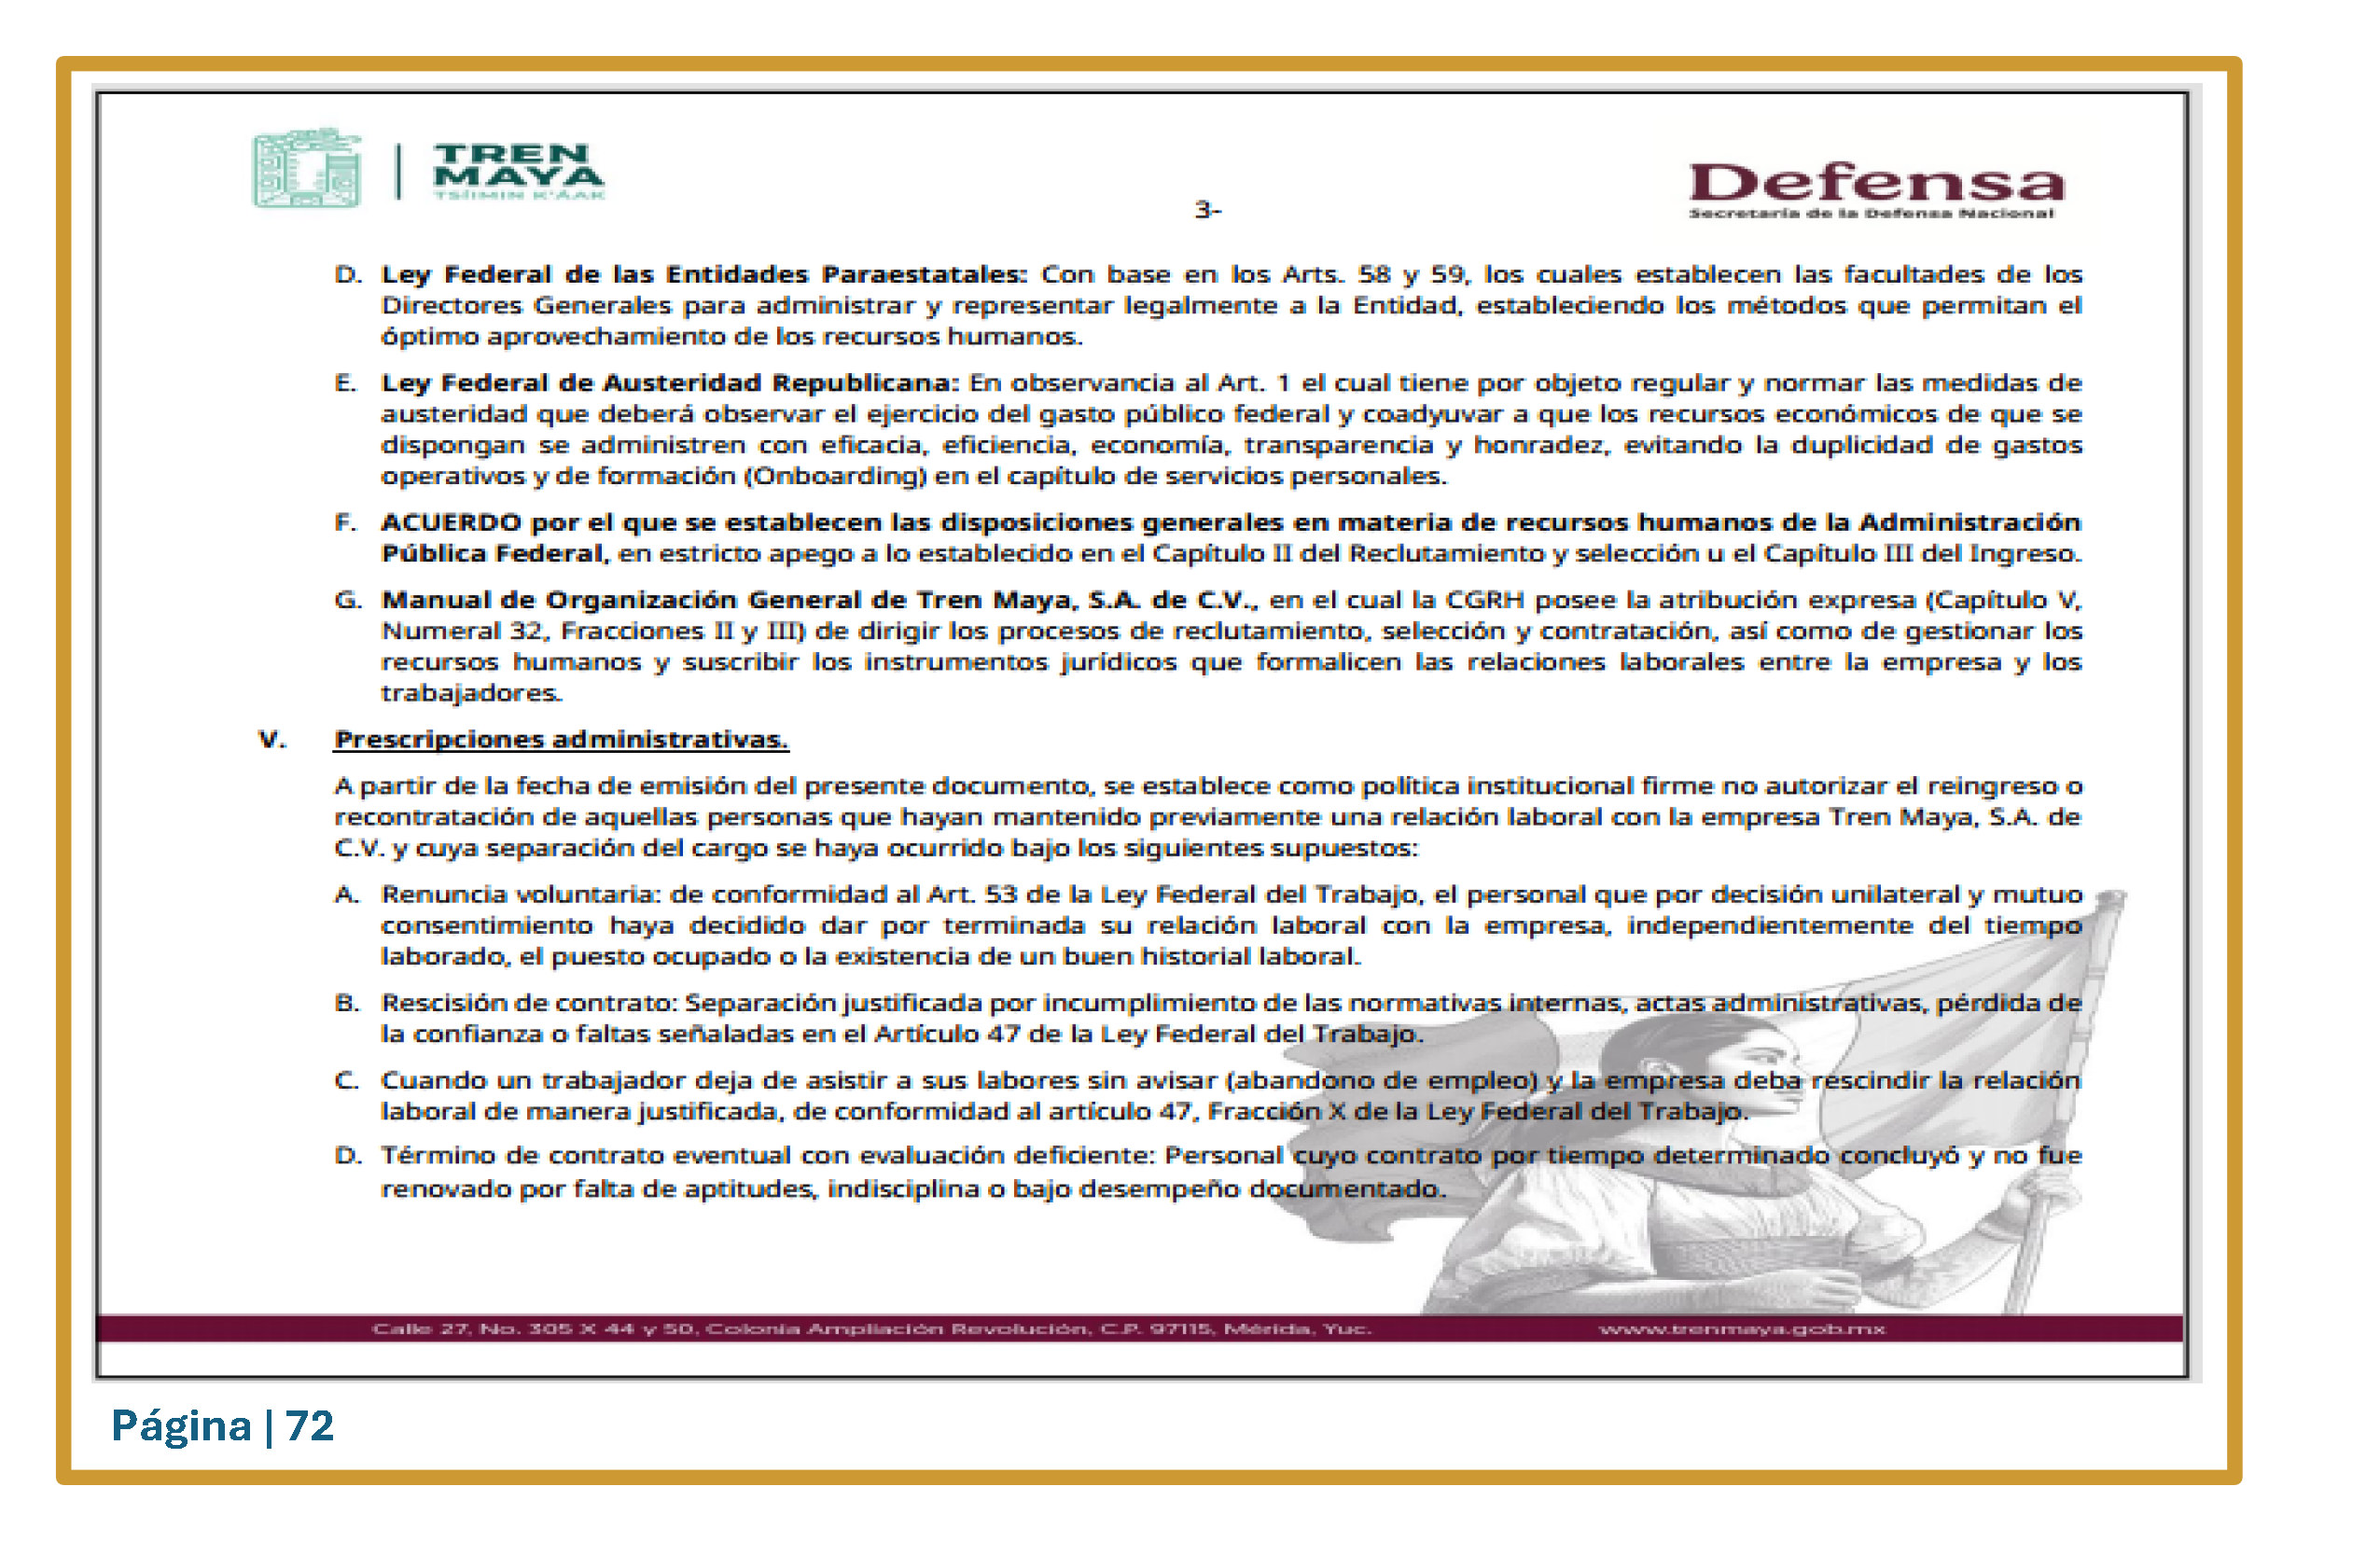 TREN
MAYA
TSÍIMIN K'ÁAK
Defensa
Secretaría de la Defensa Nacional
3-
D. Ley Federal de las Entidades Paraestatales: Con base en los Arts. 58 y 59, los cuales establecen las facultades de los
Directores Generales para administrar y representar legalmente a la Entidad, estableciendo los métodos que permitan el
óptimo aprovechamiento de los recursos humanos.
E. Ley Federal de Austeridad Republicana: En observancia al Art. 1 el cual tiene por objeto regular y normar las medidas de
austeridad que deberá observar el ejercicio del gasto público federal y coadyuvar a que los recursos económicos de que se
dispongan se administren con eficacia, eficiencia, economía, transparencia y honradez, evitando la duplicidad de gastos
operativos y de formación (Onboarding) en el capítulo de servicios personales.
F. ACUERDO por el que se establecen las disposiciones generales en materia de recursos humanos de la Administración
Pública Federal, en estricto apego a lo establecido en el Capítulo II del Reclutamiento y selección u el Capítulo III del Ingreso.
G. Manual de Organización General de Tren Maya, S.A. de C.V., en el cual la CGRH posee la atribución expresa (Capítulo V,
Numeral 32, Fracciones II y III) de dirigir los procesos de reclutamiento, selección y contratación, así como de gestionar los
recursos humanos y suscribir los instrumentos jurídicos que formalicen las relaciones laborales entre la empresa y los
trabajadores.
V. Prescripciones administrativas.
A partir de la fecha de emisión del presente documento, se establece como política institucional firme no autorizar el reingreso o
recontratación de aquellas personas que hayan mantenido previamente una relación laboral con la empresa Tren Maya, S.A. de
C.V. y cuya separación del cargo se haya ocurrido bajo los siguientes supuestos:
A. Renuncia voluntaria: de conformidad al Art. 53 de la Ley Federal del Trabajo, el personal que por decisión unilateral y mutuo
consentimiento haya decidido dar por terminada su relación laboral con la empresa, independientemente del tiempo
laborado, el puesto ocupado o la existencia de un buen historial laboral.
B. Rescisión de contrato: Separación justificada por incumplimiento de las normativas internas, actas administrativas, pérdida de
la confianza o faltas señaladas en el Artículo 47 de la Ley Federal del Trabajo.
C. Cuando un trabajador deja de asistir a sus labores sin avisar (abandono de empleo) y la empresa deba rescindir la relación
laboral de manera justificada, de conformidad al artículo 47, Fracción X de la Ley Federal del Trabajo.
D. Término de contrato eventual con evaluación deficiente: Personal cuyo contrato por tiempo determinado concluyó y no fue
renovado por falta de aptitudes, indisciplina o bajo desempeño documentado.
Calle 27, No. 305 X 44 y 50, Colonia Ampliación Revolución, C.P. 97115, Mérida, Yuc. www.trenmaya.gob.mx
Página | 72